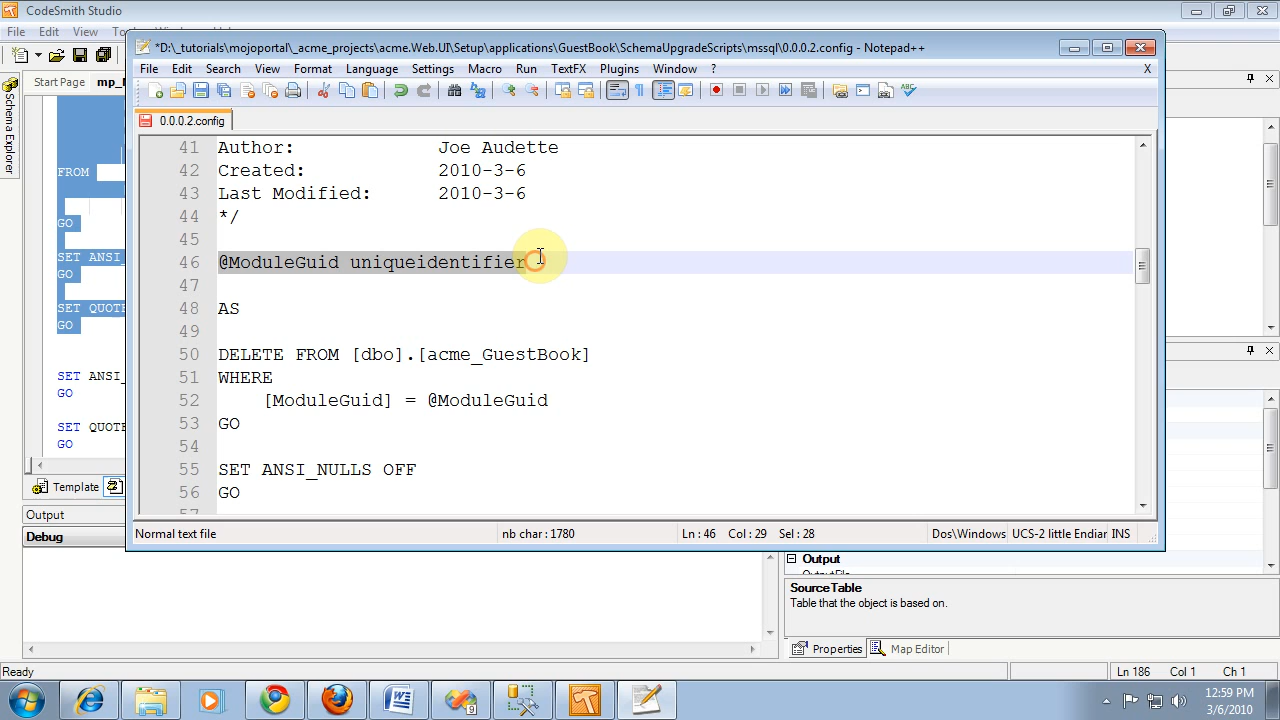 CodeSmith Studio
File Edit View
*D:\_tutorials\mojoportal\_acme_projects\acme.Web.UI\Setup\applications\GuestBook\SchemaUpgradeScripts\mssql\0.0.0.2.config - Notepad++
File Edit Search View Encoding Format Language Settings Macro Run TextFX Plugins Window ? X
Start Page
0.0.0.2.config
Schema Explorer
41 Author: Joe Audette
42 Created: 2010-3-6
43 Last Modified: 2010-3-6
44 */
45
46 @ModuleGuid uniqueidentifier
47
48 AS
49
50 DELETE FROM [dbo].[acme_GuestBook]
51 WHERE
52 [ModuleGuid] = @ModuleGuid
53 GO
54
55 SET ANSI_NULLS OFF
56 GO
57
FROM
GO
SET ANSI_
GO
SET QUOTE
GO
SET ANSI_
GO
SET QUOTE
GO
Template
Output
Debug
Normal text file nb char : 1780 Ln : 46 Col : 29 Sel : 28 Dos\Windows UCS-2 little Endian INS
Output
SourceTable
Table that the object is based on.
Properties Map Editor
Ready Ln 186 Col 1 Ch 1
12:59 PM
3/6/2010